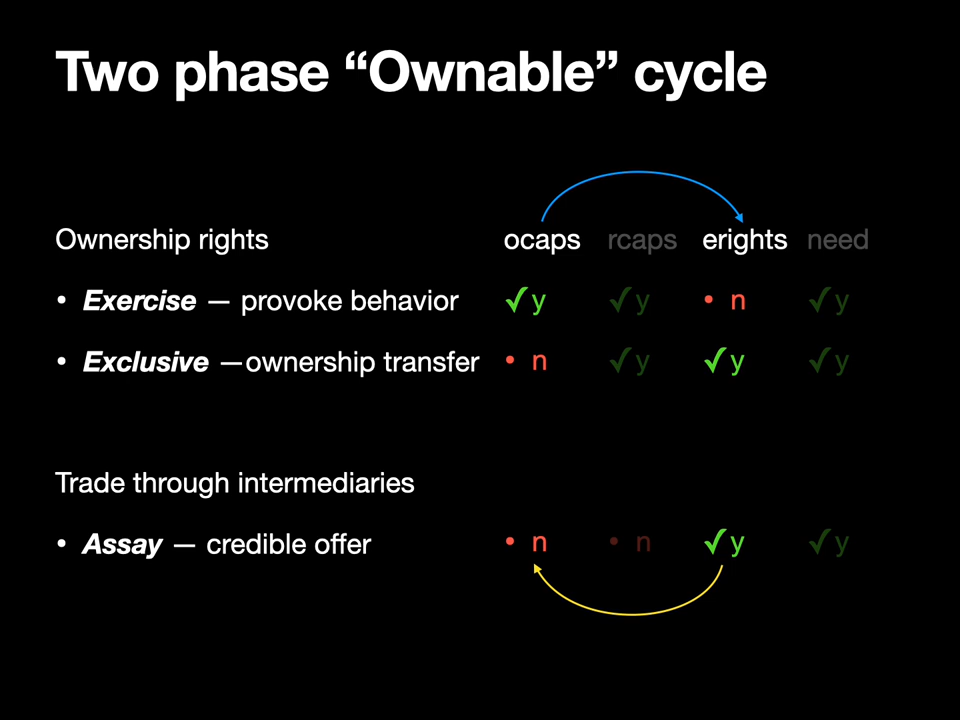 Two phase “Ownable” cycle
Ownership rights ocaps rcaps erights need
• Exercise — provoke behavior ✓y ✓y • n ✓y
• Exclusive —ownership transfer • n ✓y ✓y ✓y
Trade through intermediaries
• Assay — credible offer • n • n ✓y ✓y